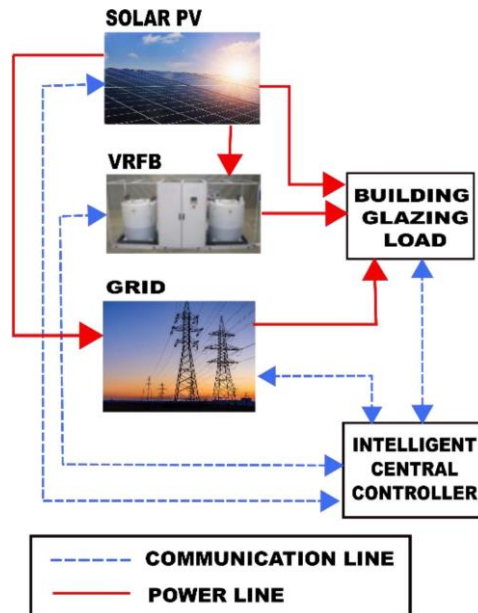 SOLAR PV
VRFB
BUILDING
GLAZING
LOAD
GRID
INTELLIGENT
CENTRAL
CONTROLLER
COMMUNICATION LINE
POWER LINE